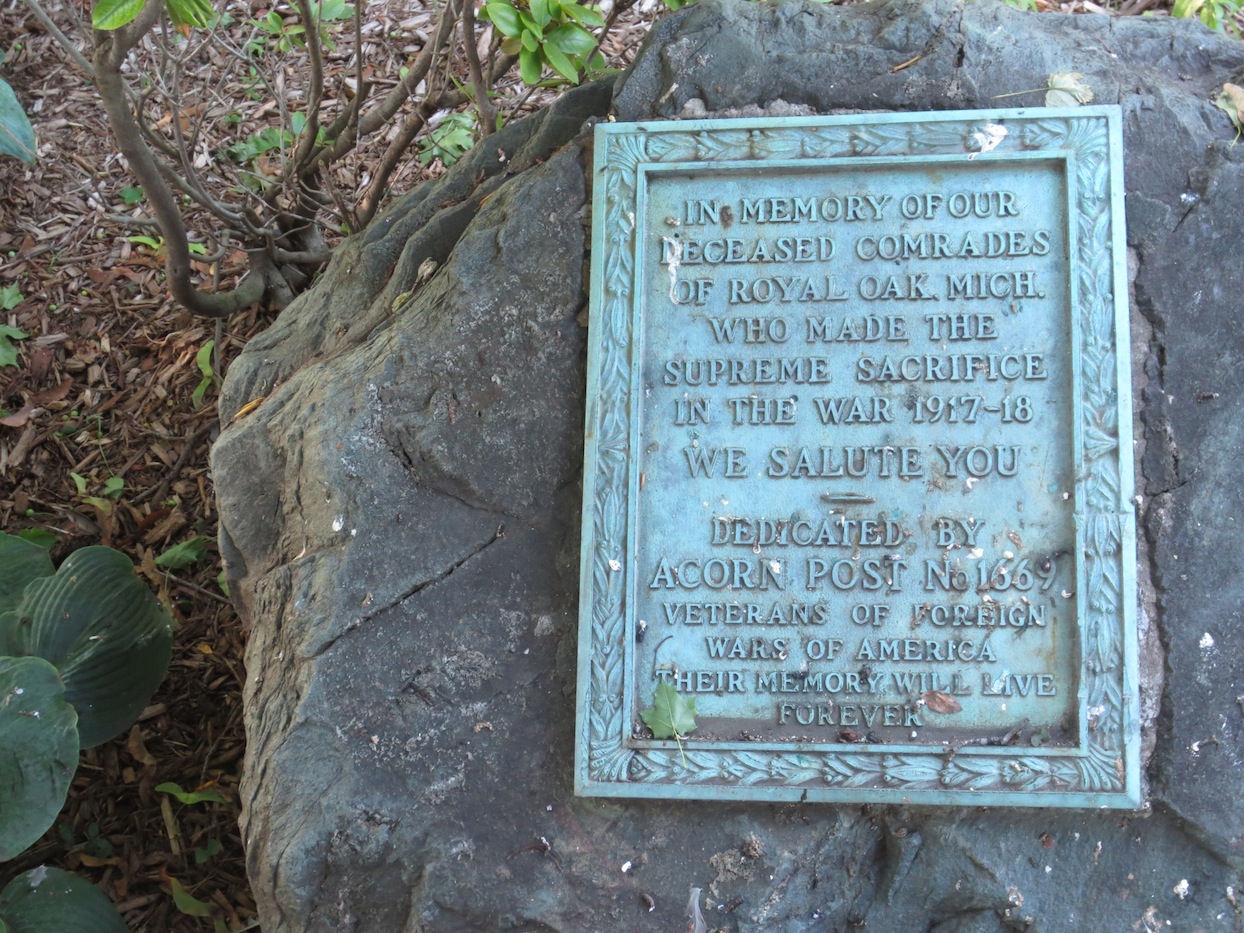 IN MEMORY OF OUR
DECEASED COMRADES
OF ROYAL OAK. MICH.
WHO MADE THE
SUPREME SACRIFICE
IN THE WAR 1917-18
WE SALUTE YOU
DEDICATED BY
ACORN POST No. 1669
VETERANS OF FOREIGN
WARS OF AMERICA
THEIR MEMORY WILL LIVE
FOREVER